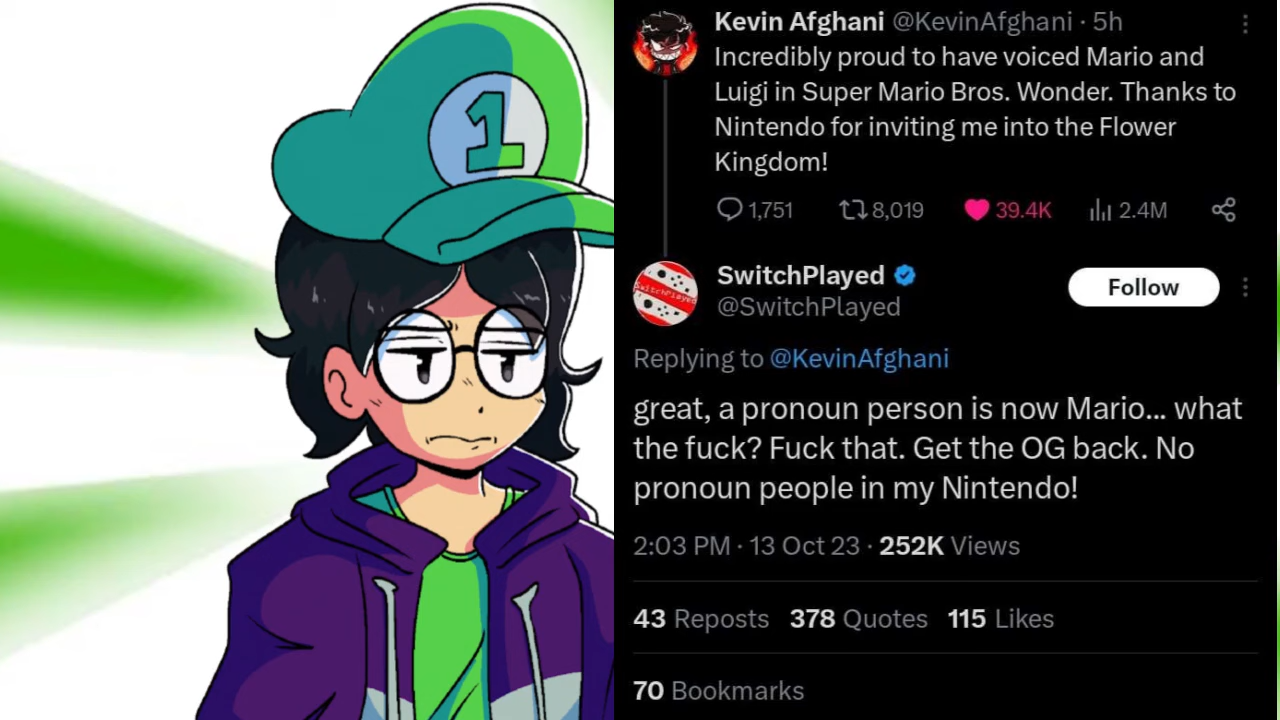 1
Kevin Afghani @KevinAfghani · 5h
Incredibly proud to have voiced Mario and
Luigi in Super Mario Bros. Wonder. Thanks to
Nintendo for inviting me into the Flower
Kingdom!
1,751 8,019 39.4K 2.4M
SwitchPlayed
@SwitchPlayed
Follow
SwitchPlayed
Replying to @KevinAfghani
great, a pronoun person is now Mario... what
the fuck? Fuck that. Get the OG back. No
pronoun people in my Nintendo!
2:03 PM · 13 Oct 23 · 252K Views
43 Reposts 378 Quotes 115 Likes
70 Bookmarks